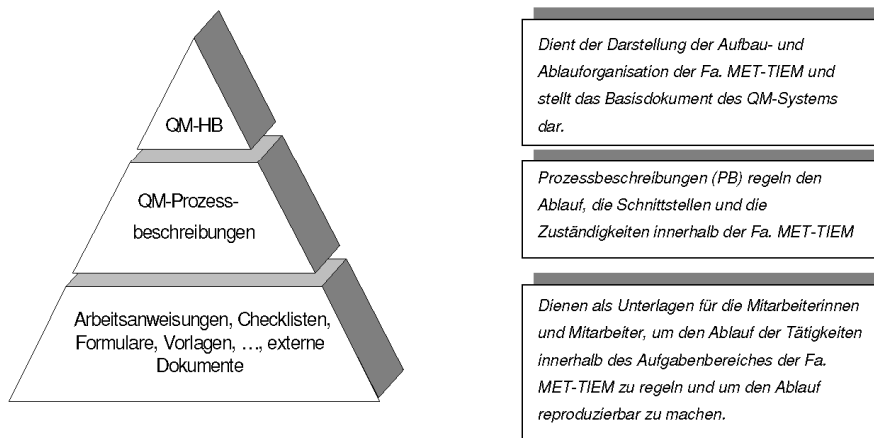 QM-HB
Dient der Darstellung der Aufbau- und
Ablauforganisation der Fa. MET-TIEM und
stellt das Basisdokument des QM-Systems
dar.
QM-Prozess-
beschreibungen
Prozessbeschreibungen (PB) regeln den
Ablauf, die Schnittstellen und die
Zuständigkeiten innerhalb der Fa. MET-TIEM
Arbeitsanweisungen, Checklisten,
Formulare, Vorlagen, …, externe
Dokumente
Dienen als Unterlagen für die Mitarbeiterinnen
und Mitarbeiter, um den Ablauf der Tätigkeiten
innerhalb des Aufgabenbereiches der Fa.
MET-TIEM zu regeln und um den Ablauf
reproduzierbar zu machen.